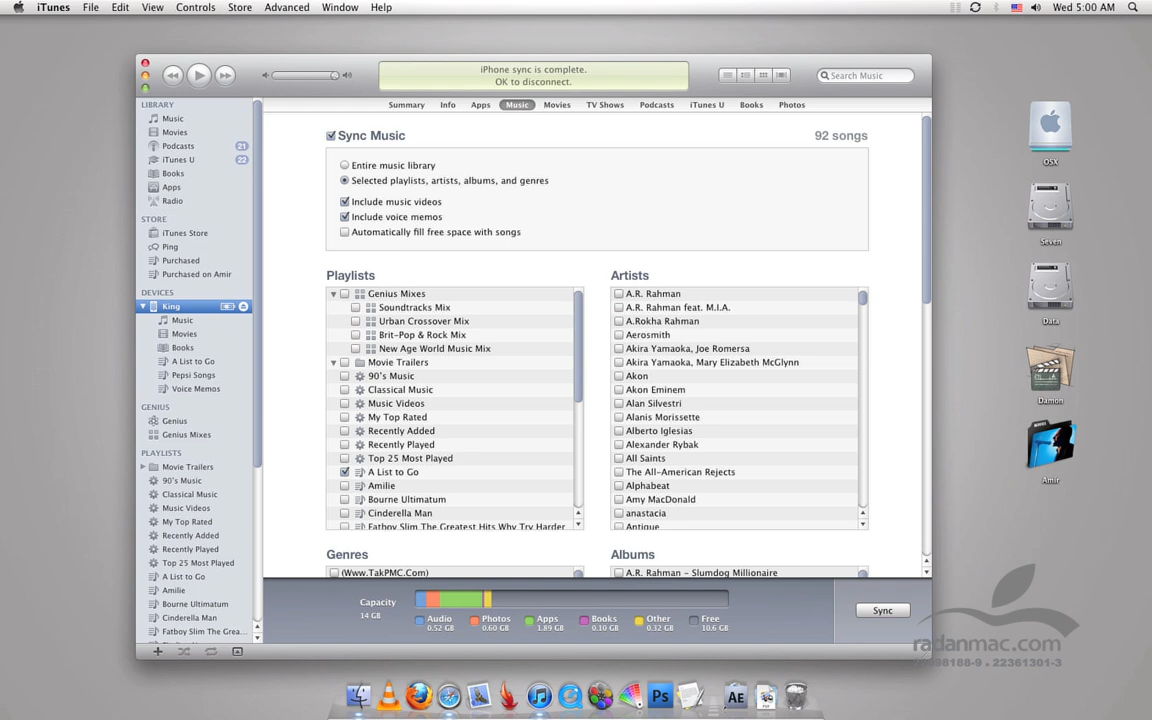 iTunes File Edit View Controls Store Advanced Window Help Wed 5:00 AM
iPhone sync is complete.
OK to disconnect.
Search Music
Summary Info Apps Music Movies TV Shows Podcasts iTunes U Books Photos
LIBRARY
Music
Movies
Podcasts 21
iTunes U 22
Books
Apps
Radio
STORE
iTunes Store
Ping
Purchased
Purchased on Amir
DEVICES
King
Music
Movies
Books
A List to Go
Pepsi Songs
Voice Memos
GENIUS
Genius
Genius Mixes
PLAYLISTS
Movie Trailers
90's Music
Classical Music
Music Videos
My Top Rated
Recently Added
Recently Played
Top 25 Most Played
A List to Go
Amilie
Bourne Ultimatum
Cinderella Man
Fatboy Slim The Grea...
Sync Music 92 songs
Entire music library
Selected playlists, artists, albums, and genres
Include music videos
Include voice memos
Automatically fill free space with songs
Playlists
Genius Mixes
Soundtracks Mix
Urban Crossover Mix
Brit-Pop & Rock Mix
New Age World Music Mix
Movie Trailers
90's Music
Classical Music
Music Videos
My Top Rated
Recently Added
Recently Played
Top 25 Most Played
A List to Go
Amilie
Bourne Ultimatum
Cinderella Man
Fatboy Slim The Greatest Hits Why Try Harder
Artists
A.R. Rahman
A.R. Rahman feat. M.I.A.
A.Rokha Rahman
Aerosmith
Akira Yamaoka, Joe Romersa
Akira Yamaoka, Mary Elizabeth McGlynn
Akon
Akon Eminem
Alan Silvestri
Alanis Morissette
Alberto Iglesias
Alexander Rybak
All Saints
The All-American Rejects
Alphabeat
Amy MacDonald
anastacia
Antique
Genres
(Www.TakPMC.Com)
Albums
A.R. Rahman - Slumdog Millionaire
Capacity
14 GB
Audio
0.52 GB
Photos
0.60 GB
Apps
1.89 GB
Books
0.10 GB
Other
0.32 GB
Free
10.6 GB
Sync
OSX
Seven
Data
Damon
MOVIES
Amir
radanmac.com
22361301-3
Ps
AE
PDF